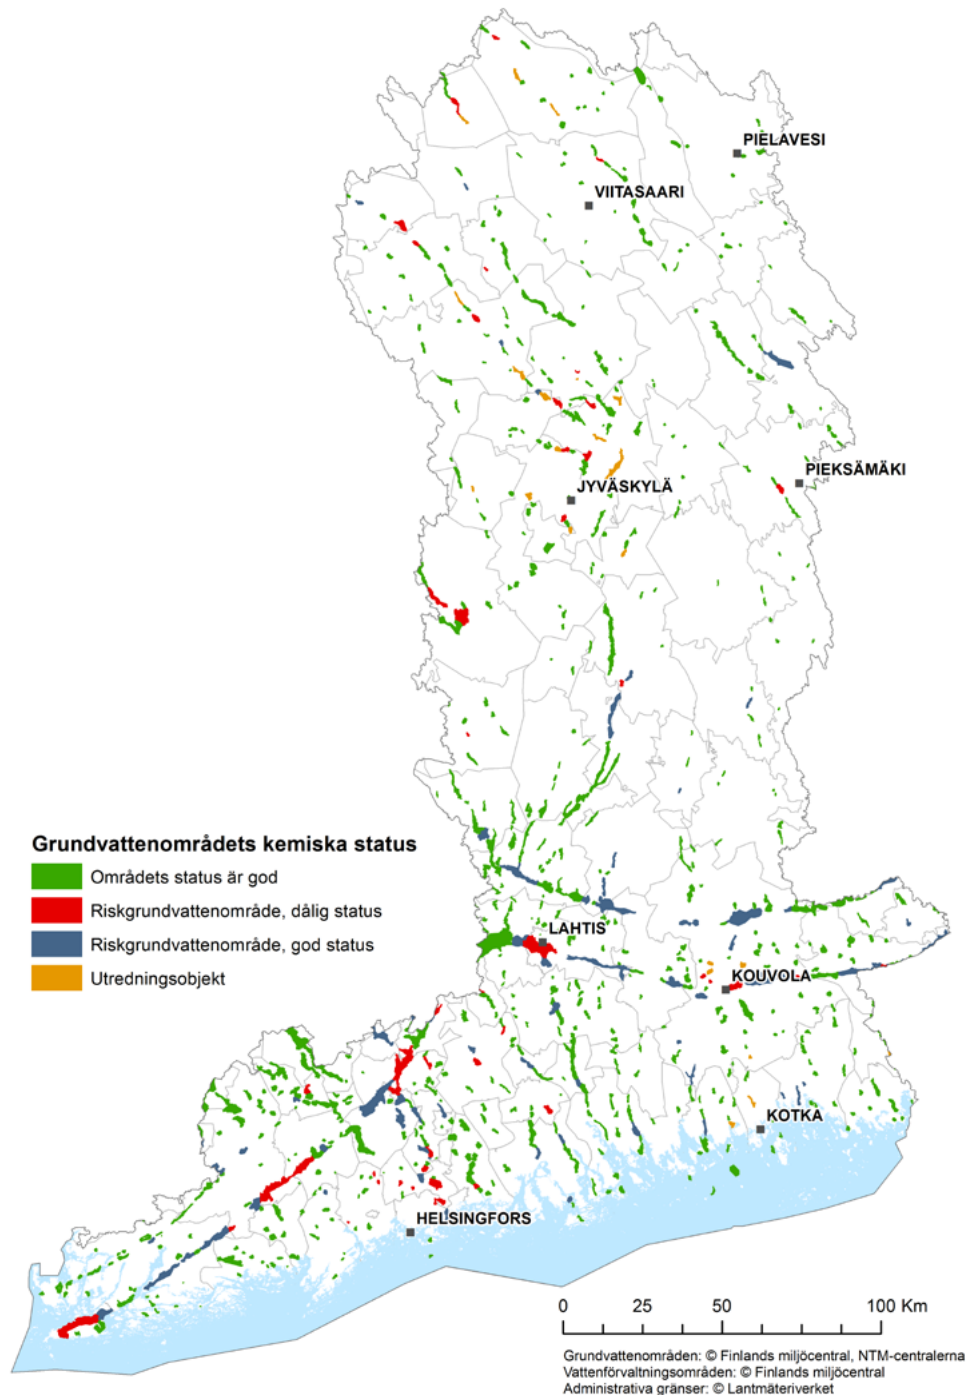 PIELAVESI
VIITASAARI
PIEKSÄMÄKI
JYVÄSKYLÄ
Grundvattenområdets kemiska status
Områdets status är god
Riskgrundvattenområde, dålig status
Riskgrundvattenområde, god status
Utredningsobjekt
LAHTIS
KOUVOLA
KOTKA
HELSINGFORS
0 25 50 100 Km
Grundvattenområden: © Finlands miljöcentral, NTM-centralerna
Vattenförvaltningsområden: © Finlands miljöcentral
Administrativa gränser: © Lantmäteriverket